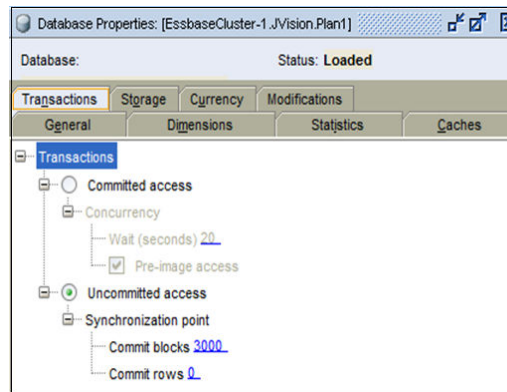 Database Properties: [EssbaseCluster-1.JVision.Plan1]
Database: Status: Loaded
Transactions Storage Currency Modifications
General Dimensions Statistics Caches
Transactions
Committed access
Concurrency
Wait (seconds) 20
Pre-image access
Uncommitted access
Synchronization point
Commit blocks 3000
Commit rows 0